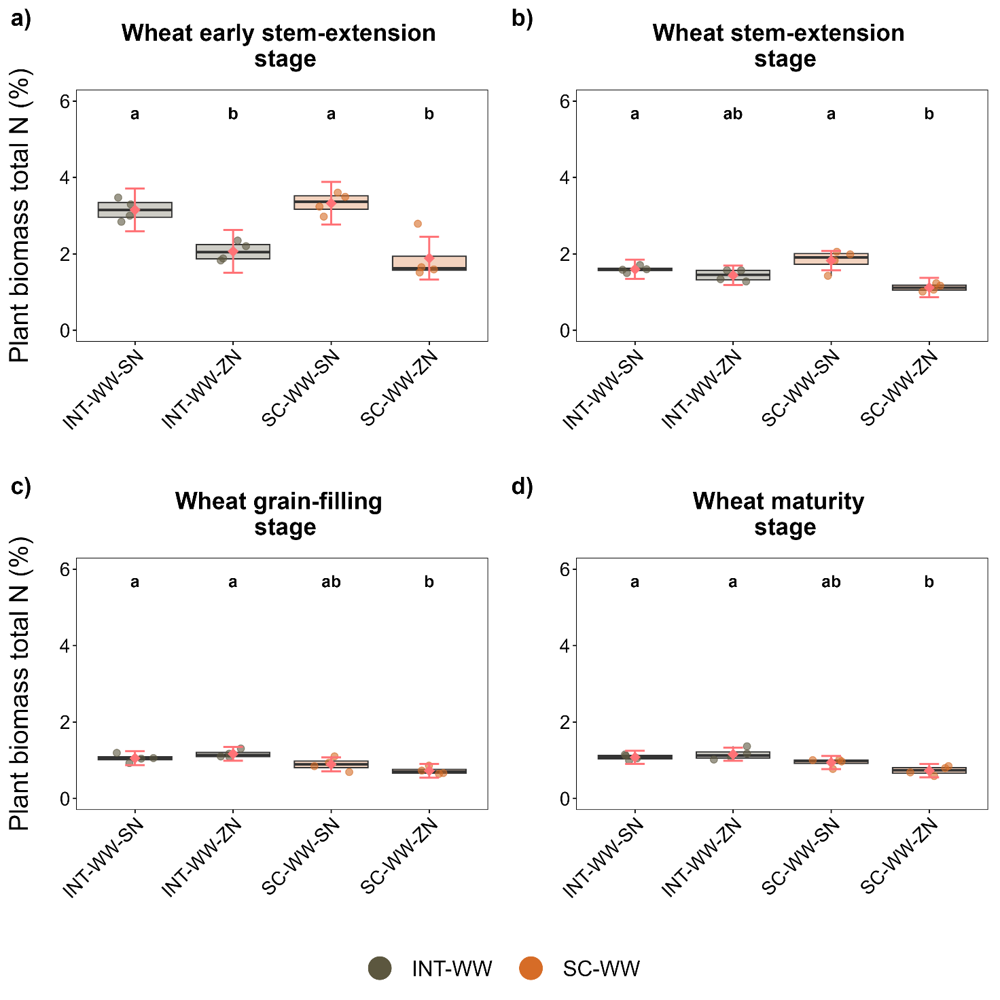 a)
Wheat early stem-extension
stage
Plant biomass total N (%)
6
4
2
0
a
b
a
b
INT-WW-SN
INT-WW-ZN
SC-WW-SN
SC-WW-ZN
b)
Wheat stem-extension
stage
6
4
2
0
a
ab
a
b
INT-WW-SN
INT-WW-ZN
SC-WW-SN
SC-WW-ZN
c)
Wheat grain-filling
stage
Plant biomass total N (%)
6
4
2
0
a
a
ab
b
INT-WW-SN
INT-WW-ZN
SC-WW-SN
SC-WW-ZN
d)
Wheat maturity
stage
6
4
2
0
a
a
ab
b
INT-WW-SN
INT-WW-ZN
SC-WW-SN
SC-WW-ZN
INT-WW
SC-WW